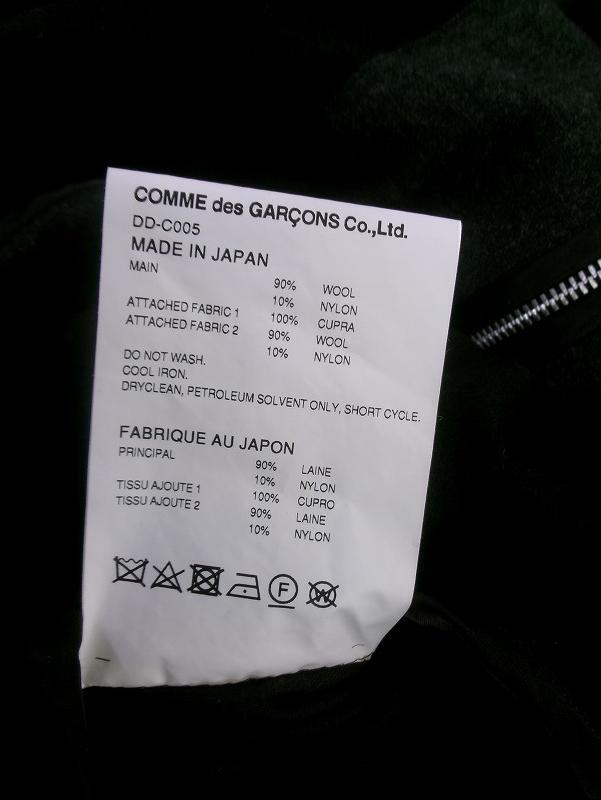 COMME des GARÇONS Co.,Ltd.
DD-C005
MADE IN JAPAN
MAIN 90% WOOL
10% NYLON
ATTACHED FABRIC 1 100% CUPRA
ATTACHED FABRIC 2 90% WOOL
10% NYLON
DO NOT WASH.
COOL IRON.
DRYCLEAN, PETROLEUM SOLVENT ONLY, SHORT CYCLE.
FABRIQUE AU JAPON
PRINCIPAL 90% LAINE
10% NYLON
TISSU AJOUTE 1 100% CUPRO
TISSU AJOUTE 2 90% LAINE
10% NYLON
F W